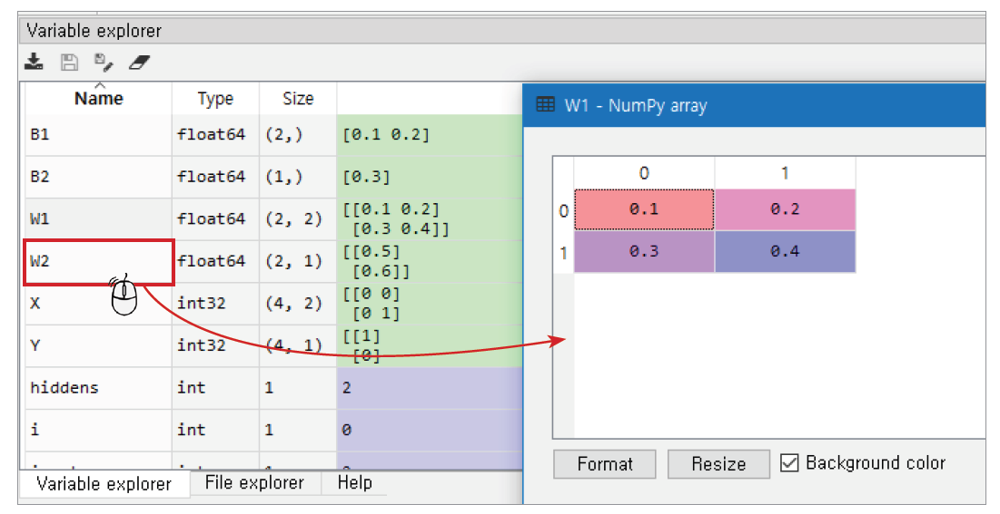 Variable explorer
Name Type Size
B1 float64 (2,) [0.1 0.2]
B2 float64 (1,) [0.3]
W1 float64 (2, 2) [[0.1 0.2]
[0.3 0.4]]
W2 float64 (2, 1) [[0.5]
[0.6]]
X int32 (4, 2) [[0 0]
[0 1]
Y int32 (4, 1) [[1]
[0]
hiddens int 1 2
i int 1 0
Variable explorer File explorer Help
W1 - NumPy array
0 1
0 0.1 0.2
1 0.3 0.4
Format Resize Background color